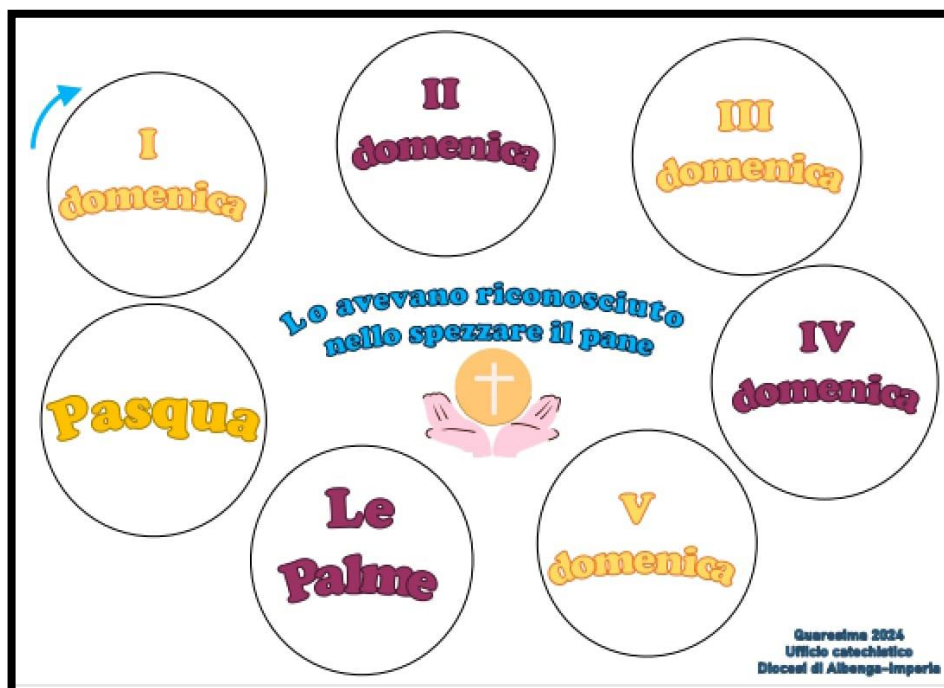 I
domenica
II
domenica
III
domenica
IV
domenica
V
domenica
Le
Palme
Pasqua
Lo avevano riconosciuto
nello spezzare il pane
Quaresima 2024
Ufficio catechistico
Diocesi di Albenga-Imperia